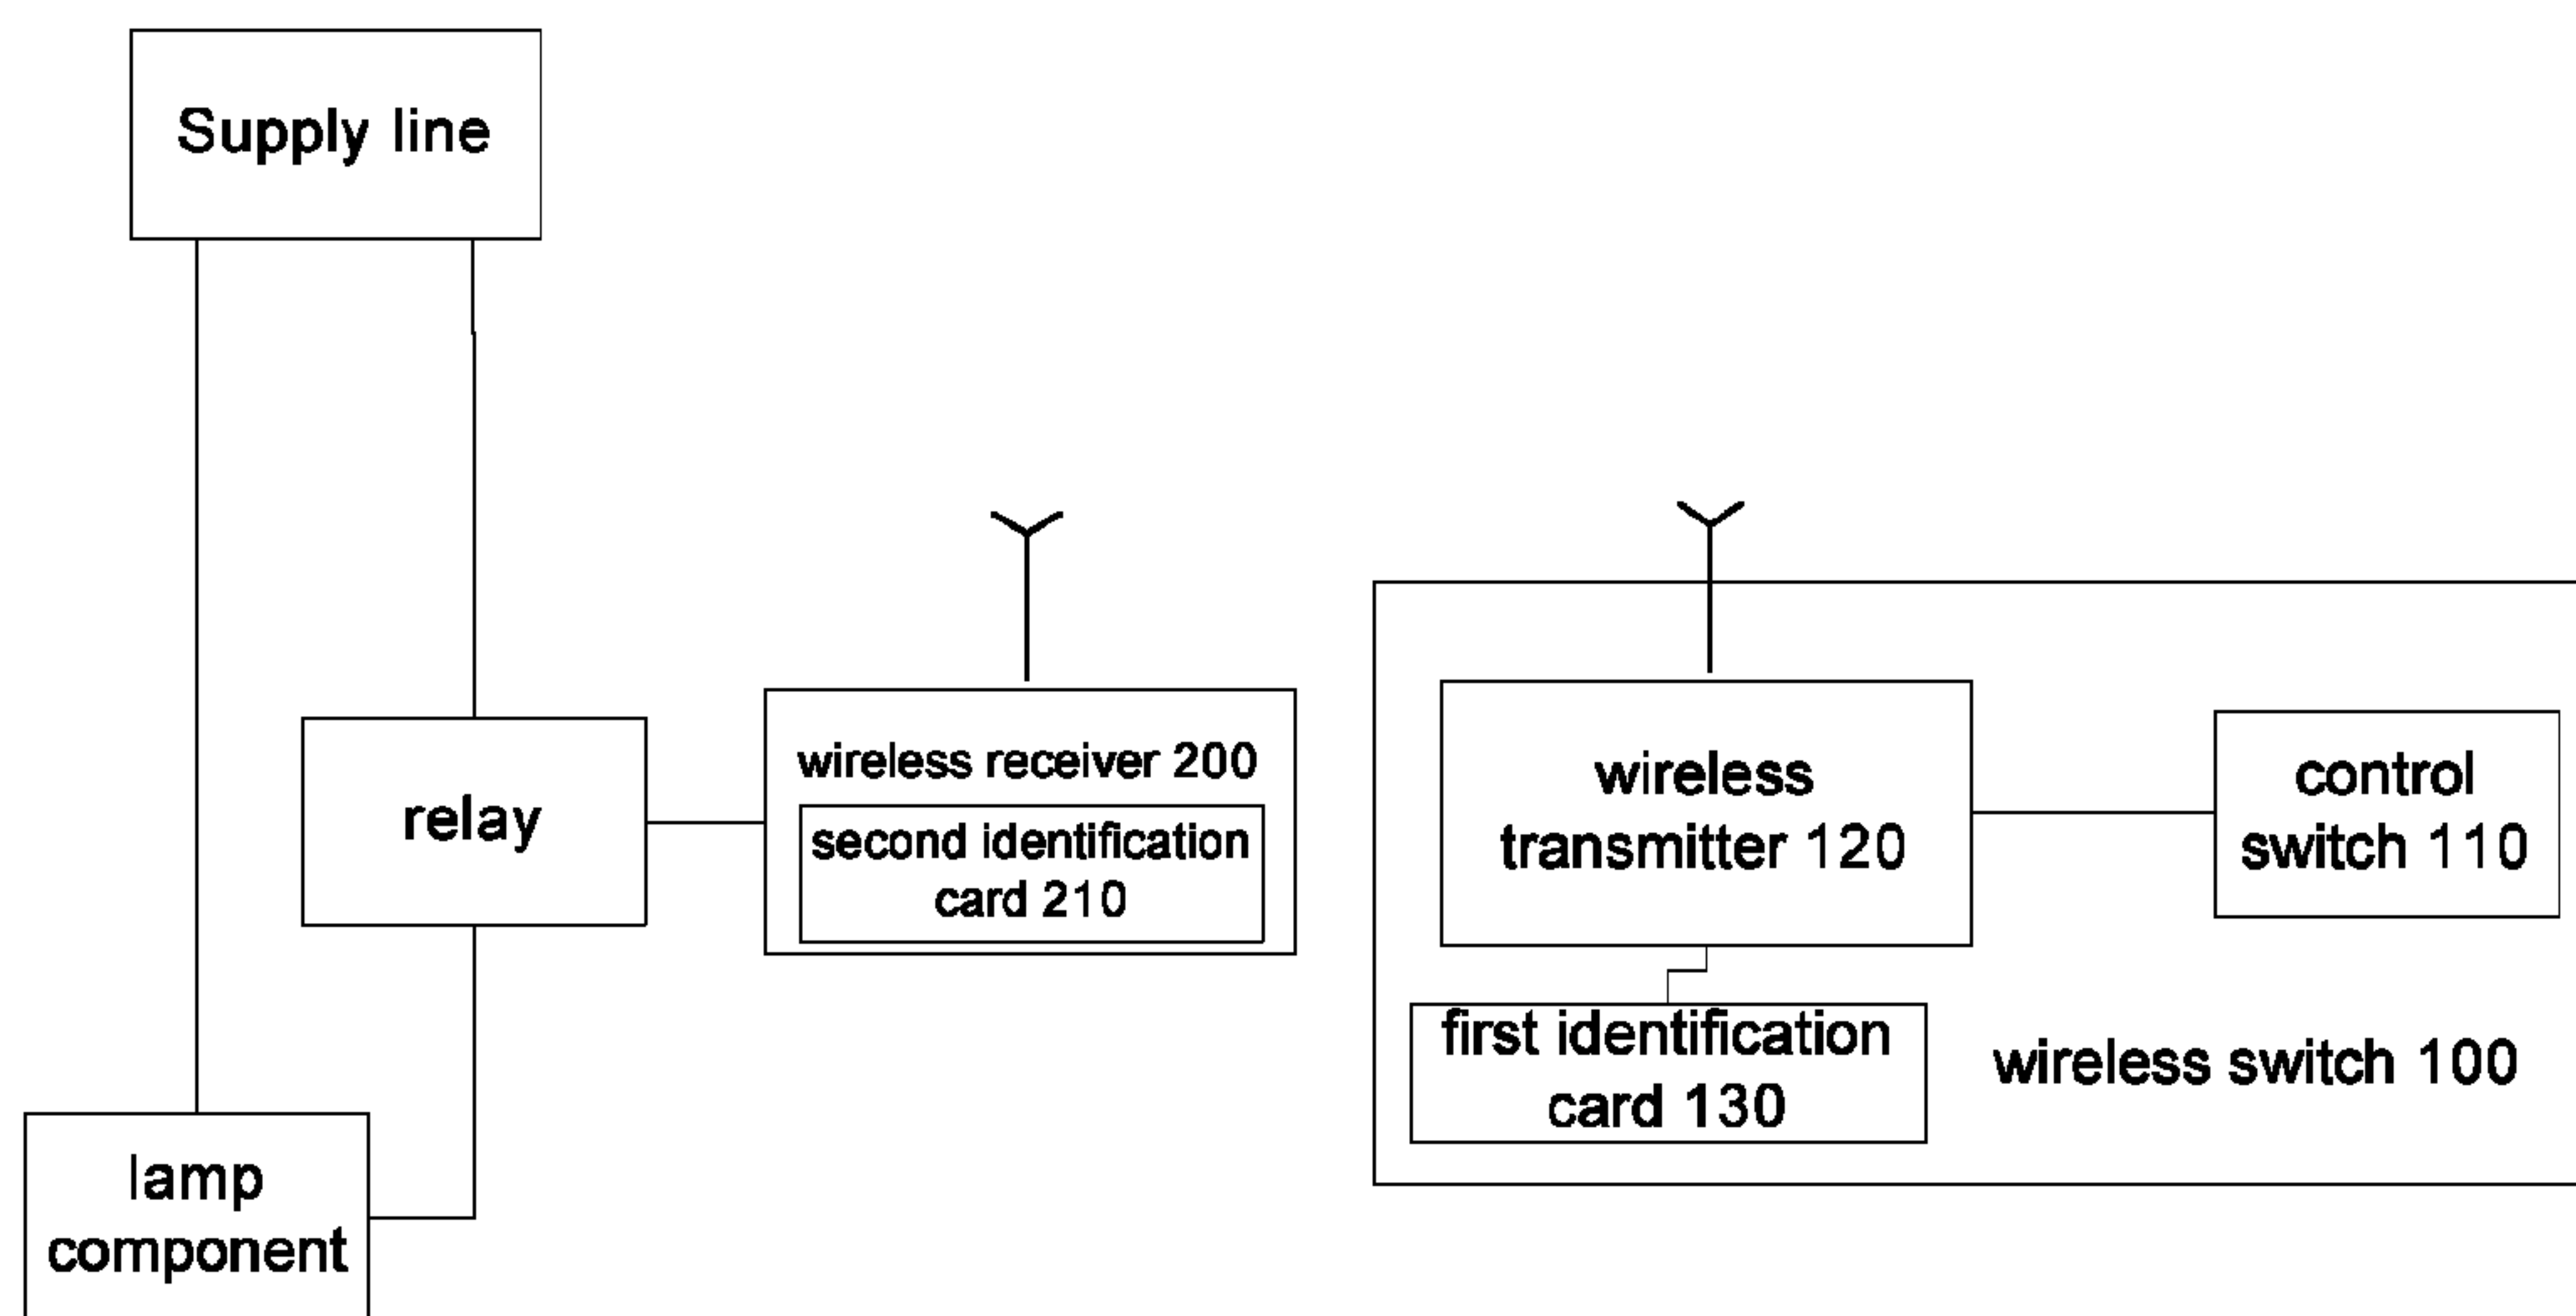 Supply line
relay
wireless receiver 200
second identification
card 210
wireless
transmitter 120
control
switch 110
first identification
card 130
wireless switch 100
lamp
component